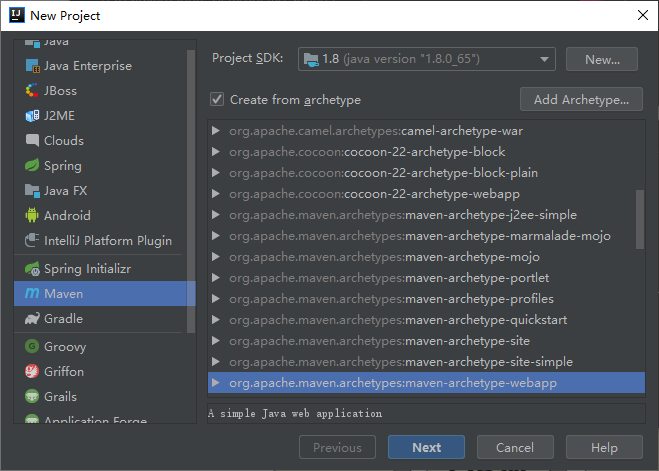 New Project
Java
Java Enterprise
JBoss
J2ME
Clouds
Spring
Java FX
Android
IntelliJ Platform Plugin
Spring Initializr
Maven
Gradle
Groovy
Griffon
Grails
Application Forge
Project SDK: 1.8 (java version "1.8.0_65") New...
Create from archetype Add Archetype...
org.apache.camel.archetypes:camel-archetype-war
org.apache.cocoon:cocoon-22-archetype-block
org.apache.cocoon:cocoon-22-archetype-block-plain
org.apache.cocoon:cocoon-22-archetype-webapp
org.apache.maven.archetypes:maven-archetype-j2ee-simple
org.apache.maven.archetypes:maven-archetype-marmalade-mojo
org.apache.maven.archetypes:maven-archetype-mojo
org.apache.maven.archetypes:maven-archetype-portlet
org.apache.maven.archetypes:maven-archetype-profiles
org.apache.maven.archetypes:maven-archetype-quickstart
org.apache.maven.archetypes:maven-archetype-site
org.apache.maven.archetypes:maven-archetype-site-simple
org.apache.maven.archetypes:maven-archetype-webapp
A simple Java web application
Previous Next Cancel Help